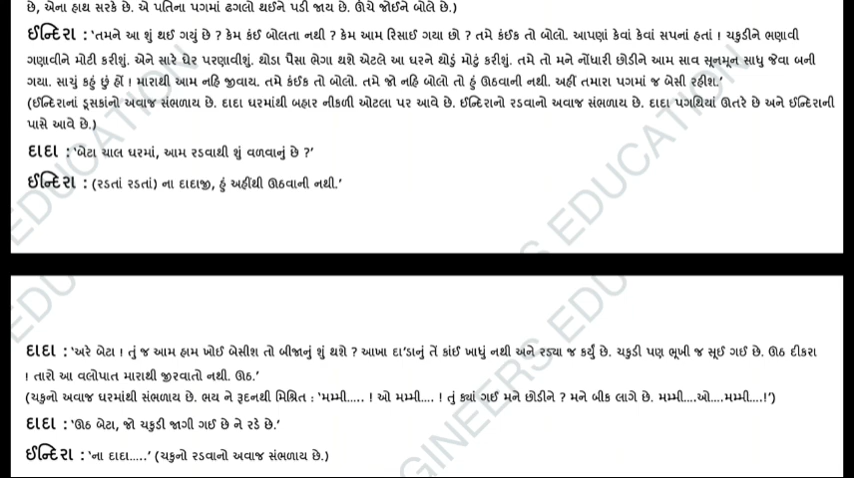 છે, એના હાથ સરકે છે. એ પતિના પગમાં ઢગલો થઈને પડી જાય છે. ઊંચે જોઈને બોલે છે.)
ઈન્દિરા : 'તમને આ શું થઈ ગયું છે ? કેમ કંઈ બોલતા નથી ? કેમ આમ રિસાઈ ગયા છો ? તમે કંઈક તો બોલો. આપણાં કેવાં કેવાં સપનાં હતાં ! ચકુડીને ભણાવી
ગણાવીને મોટી કરીશું. એને સારે ઘેર પરણાવીશું. થોડા પૈસા ભેગા થશે એટલે આ ઘરને થોડું મોટું કરીશું. તમે તો મને નોંધારી છોડીને આમ સાવ સૂનમૂન સાધુ જેવા બની
ગયા. સાચું કહું છું હોં ! મારાથી આમ નહિ જીવાય. તમે કંઈક તો બોલો. તમે જો નહિ બોલો તો હું ઊઠવાની નથી. અહીં તમારા પગમાં જ બેસી રહીશ.'
(ઈન્દિરાનાં ડૂસકાંનો અવાજ સંભળાય છે. દાદા ઘરમાંથી બહાર નીકળી ઓટલા પર આવે છે. ઈન્દિરાનો રડવાનો અવાજ સંભળાય છે. દાદા પગથિયાં ઊતરે છે અને ઈન્દિરાની
પાસે આવે છે.)
દાદા : 'બેટા ચાલ ઘરમાં, આમ રડવાથી શું વળવાનું છે ?'
ઈન્દિરા : (રડતાં રડતાં) ના દાદાજી, હું અહીંથી ઊઠવાની નથી.'
દાદા : 'અરે બેટા ! તું જ આમ હામ ખોઈ બેસીશ તો બીજાનું શું થશે ? આખા દા'ડાનું તેં કાંઈ ખાધું નથી અને રડ્યા જ કર્યું છે. ચકુડી પણ ભૂખી જ સૂઈ ગઈ છે. ઊઠ દીકરા
! તારો આ વલોપાત મારાથી જીરવાતો નથી. ઊઠ.'
(ચકુનો અવાજ ઘરમાંથી સંભળાય છે. ભય ને રૂદનથી મિશ્રિત : 'મમ્મી..... ! ઓ મમ્મી.... ! તું ક્યાં ગઈ મને છોડીને ? મને બીક લાગે છે. મમ્મી....ઓ....મમ્મી....!')
દાદા : 'ઊઠ બેટા, જો ચકુડી જાગી ગઈ છે ને રડે છે.'
ઈન્દિરા : 'ના દાદા.....' (ચકુનો રડવાનો અવાજ સંભળાય છે.)
EDUCATION
S EDUCATION
EDU
GINEERS EDU